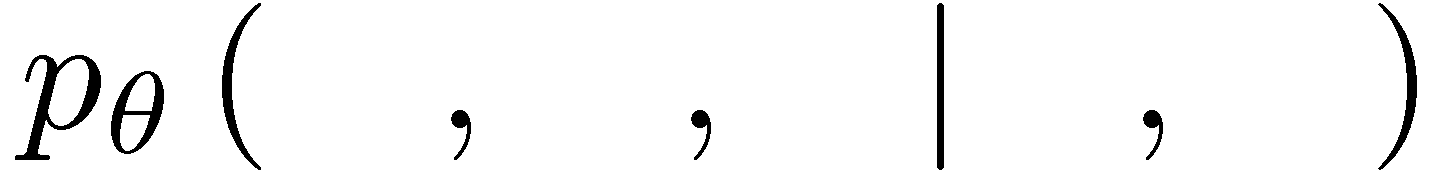 pθ ( , , | , )